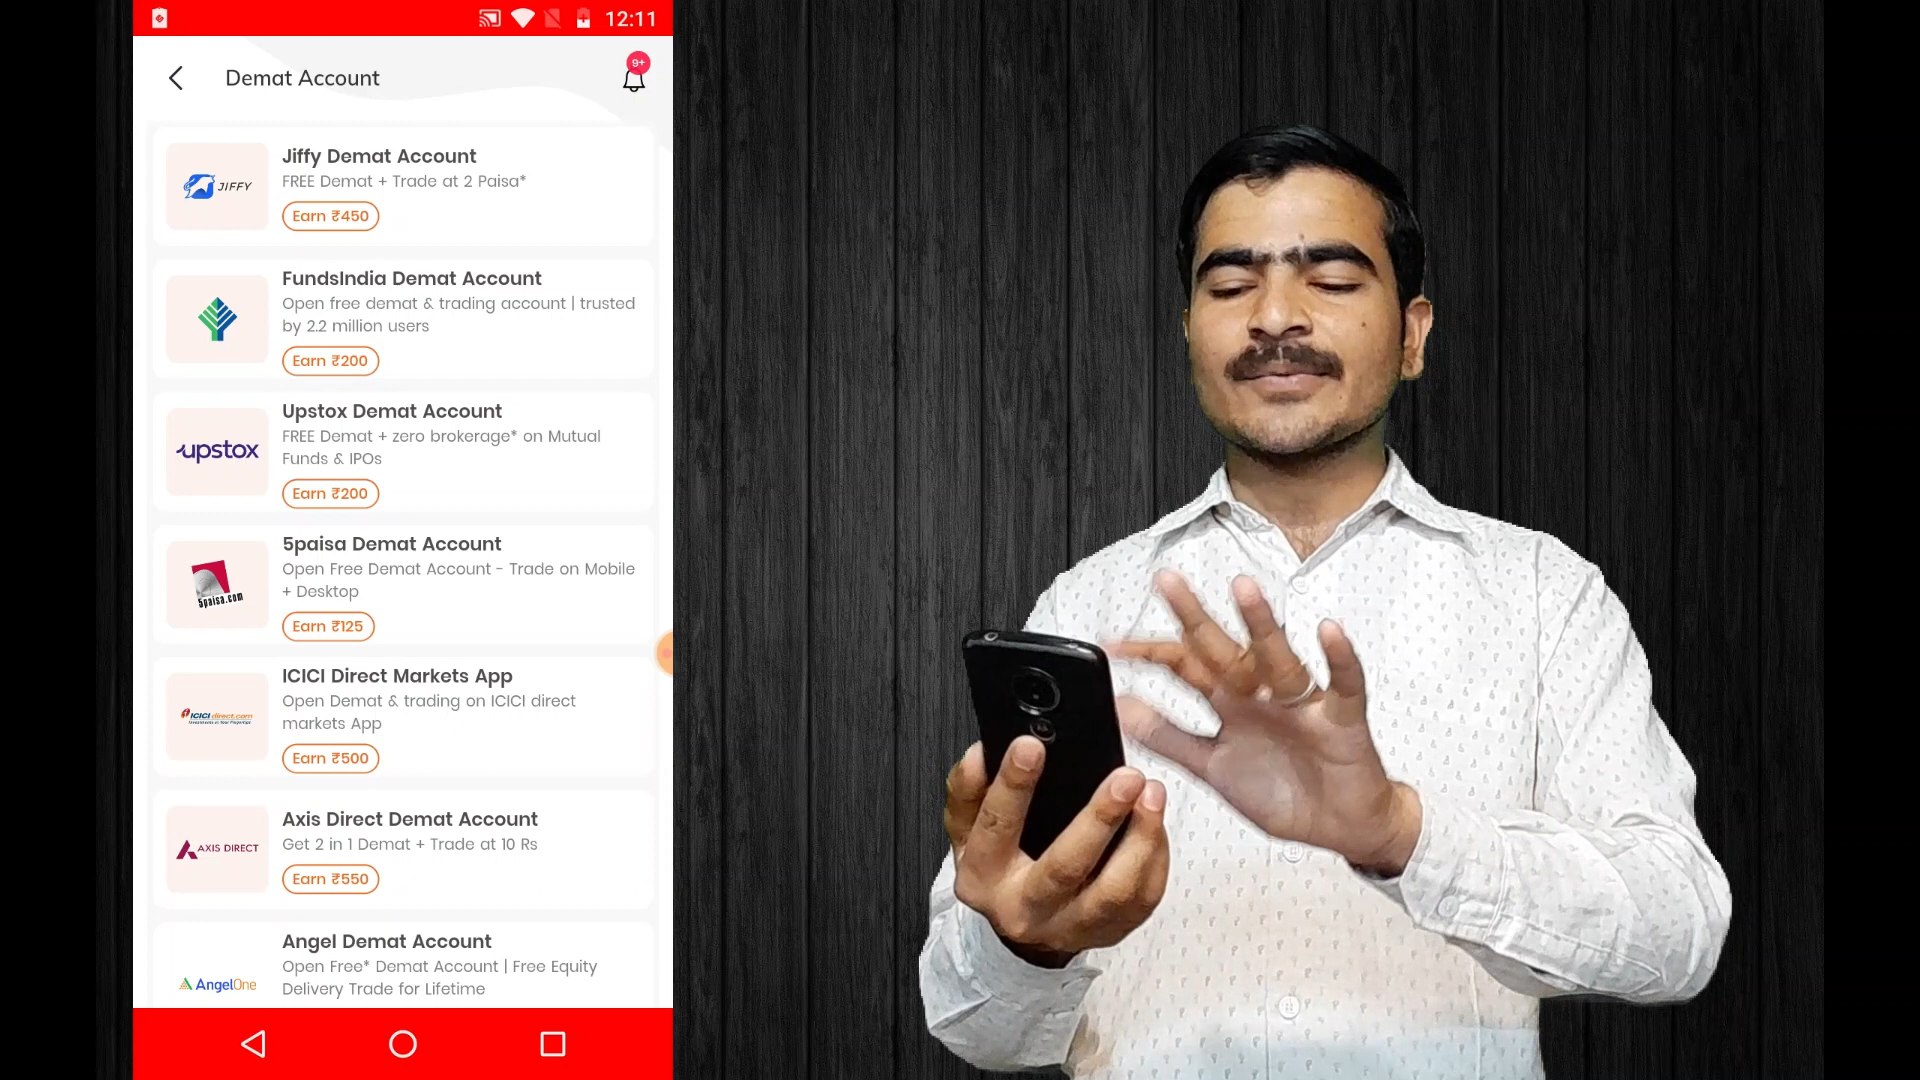 12:11
Demat Account
9+
Jiffy Demat Account
FREE Demat + Trade at 2 Paisa*
Earn ₹450
JIFFY
FundsIndia Demat Account
Open free demat & trading account | trusted
by 2.2 million users
Earn ₹200
Upstox Demat Account
FREE Demat + zero brokerage* on Mutual
Funds & IPOs
Earn ₹200
upstox
5paisa Demat Account
Open Free Demat Account - Trade on Mobile
+ Desktop
Earn ₹125
5paisa.com
ICICI Direct Markets App
Open Demat & trading on ICICI direct
markets App
Earn ₹500
ICICI direct.com
Axis Direct Demat Account
Get 2 in 1 Demat + Trade at 10 Rs
Earn ₹550
AXIS DIRECT
Angel Demat Account
Open Free* Demat Account | Free Equity
Delivery Trade for Lifetime
AngelOne